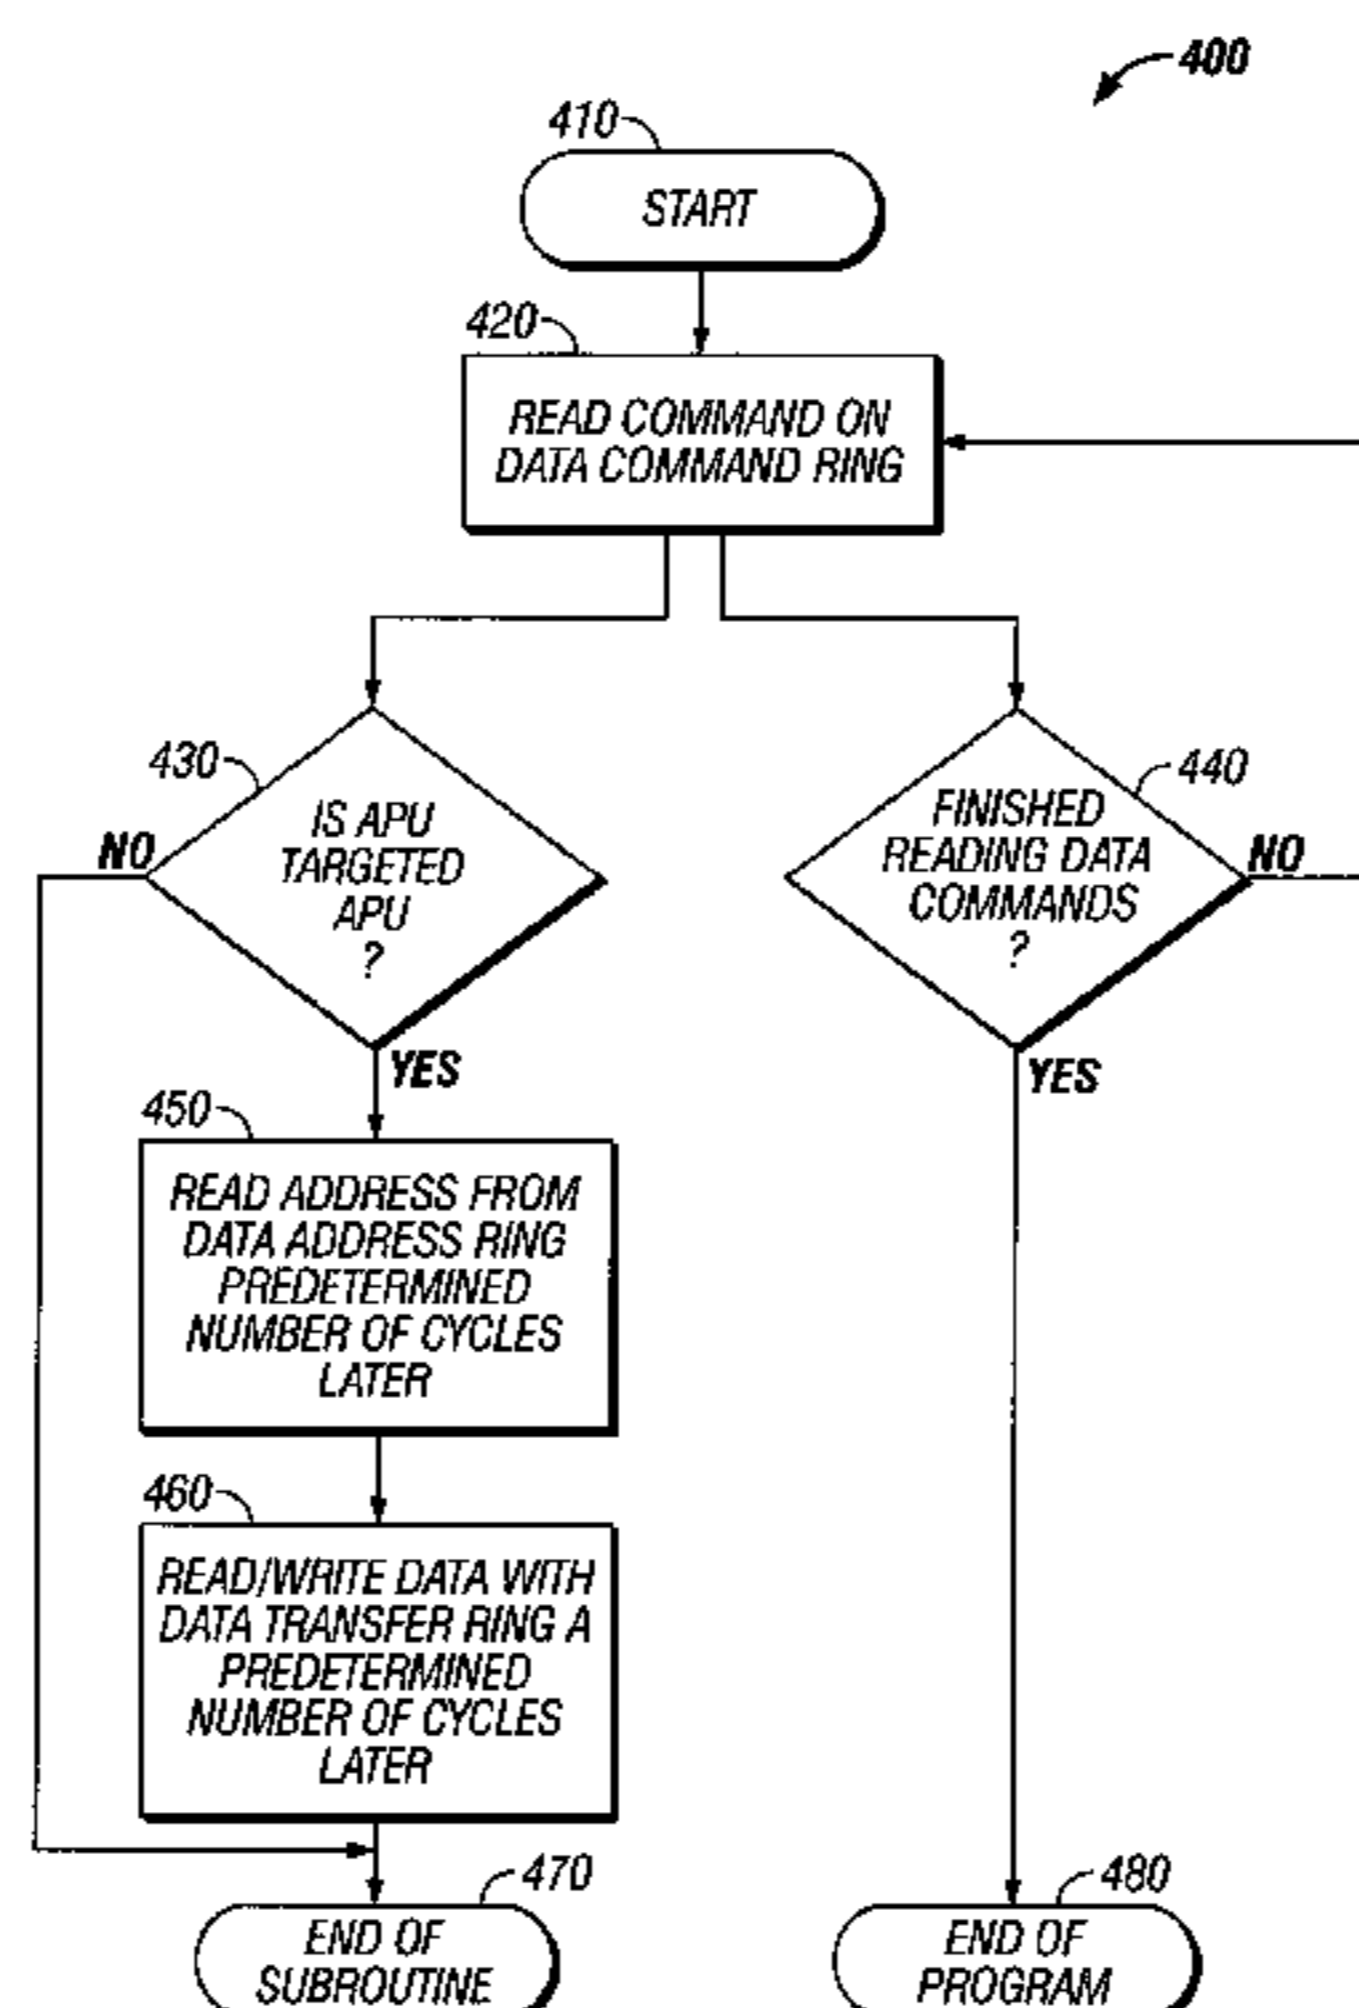 400
410
START
420
READ COMMAND ON
DATA COMMAND RING
430
IS APU
TARGETED
APU
?
NO
YES
440
FINISHED
READING DATA
COMMANDS
?
NO
YES
450
READ ADDRESS FROM
DATA ADDRESS RING
PREDETERMINED
NUMBER OF CYCLES
LATER
460
READ/WRITE DATA WITH
DATA TRANSFER RING A
PREDETERMINED
NUMBER OF CYCLES
LATER
470
END OF
SUBROUTINE
480
END OF
PROGRAM